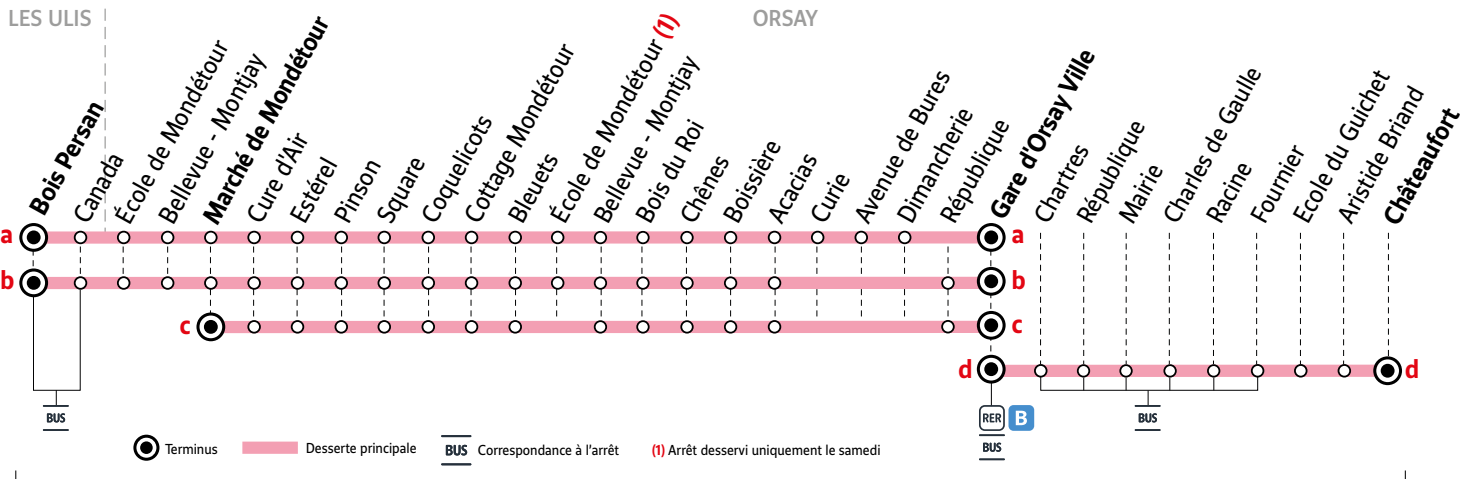 LES ULIS
ORSAY
Bois Persan
Canada
École de Mondétour
Bellevue - Montjay
Marché de Mondétour
Cure d'Air
Estérel
Pinson
Square
Coquelicots
Cottage Mondétour
Bleuets
École de Mondétour (1)
Bellevue - Montjay
Bois du Roi
Chênes
Boissière
Acacias
Curie
Avenue de Bures
Dimancherie
République
Gare d'Orsay Ville
Chartres
République
Mairie
Charles de Gaulle
Racine
Fournier
Ecole du Guichet
Aristide Briand
Châteaufort
a a
b b
c c
d d
BUS
RER B
BUS
BUS
Terminus
Desserte principale
BUS Correspondance à l'arrêt
(1) Arrêt desservi uniquement le samedi